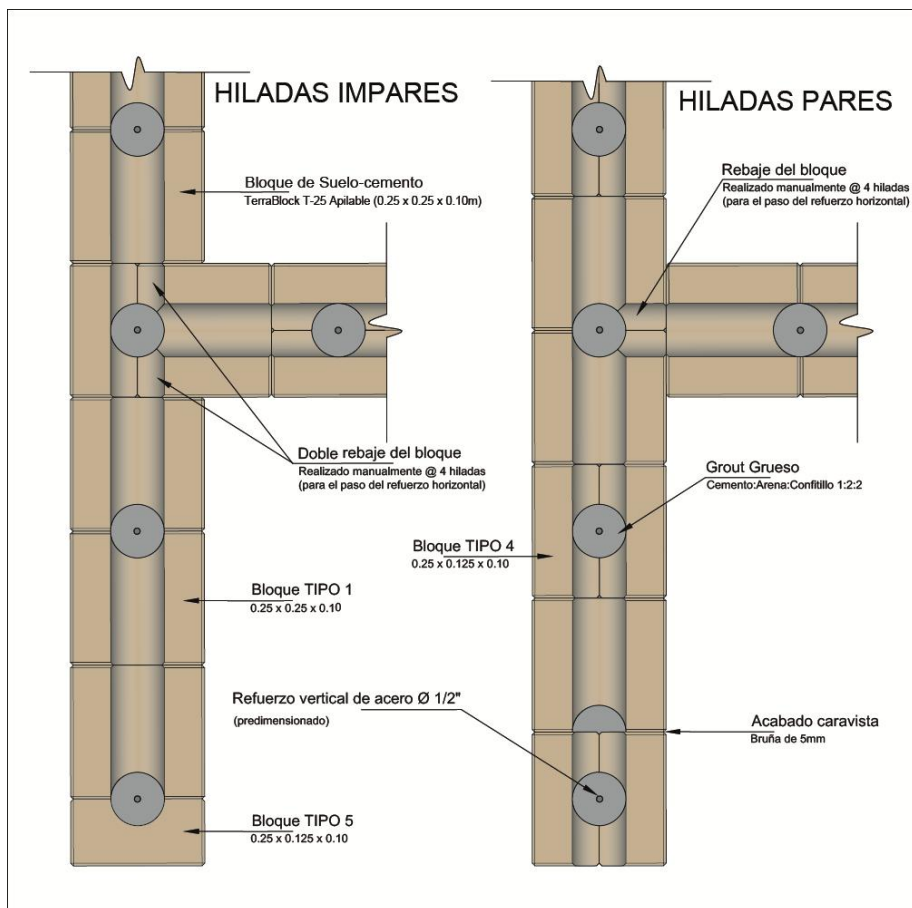 HILADAS IMPARES
Bloque de Suelo-cemento
TerraBlock T-25 Apilable (0.25 x 0.25 x 0.10m)
Doble rebaje del bloque
Realizado manualmente @ 4 hiladas
(para el paso del refuerzo horizontal)
Bloque TIPO 1
0.25 x 0.25 x 0.10
Refuerzo vertical de acero Ø 1/2"
(predimensionado)
Bloque TIPO 5
0.25 x 0.125 x 0.10
HILADAS PARES
Rebaje del bloque
Realizado manualmente @ 4 hiladas
(para el paso del refuerzo horizontal)
Grout Grueso
Cemento:Arena:Confitillo 1:2:2
Bloque TIPO 4
0.25 x 0.125 x 0.10
Acabado caravista
Bruña de 5mm